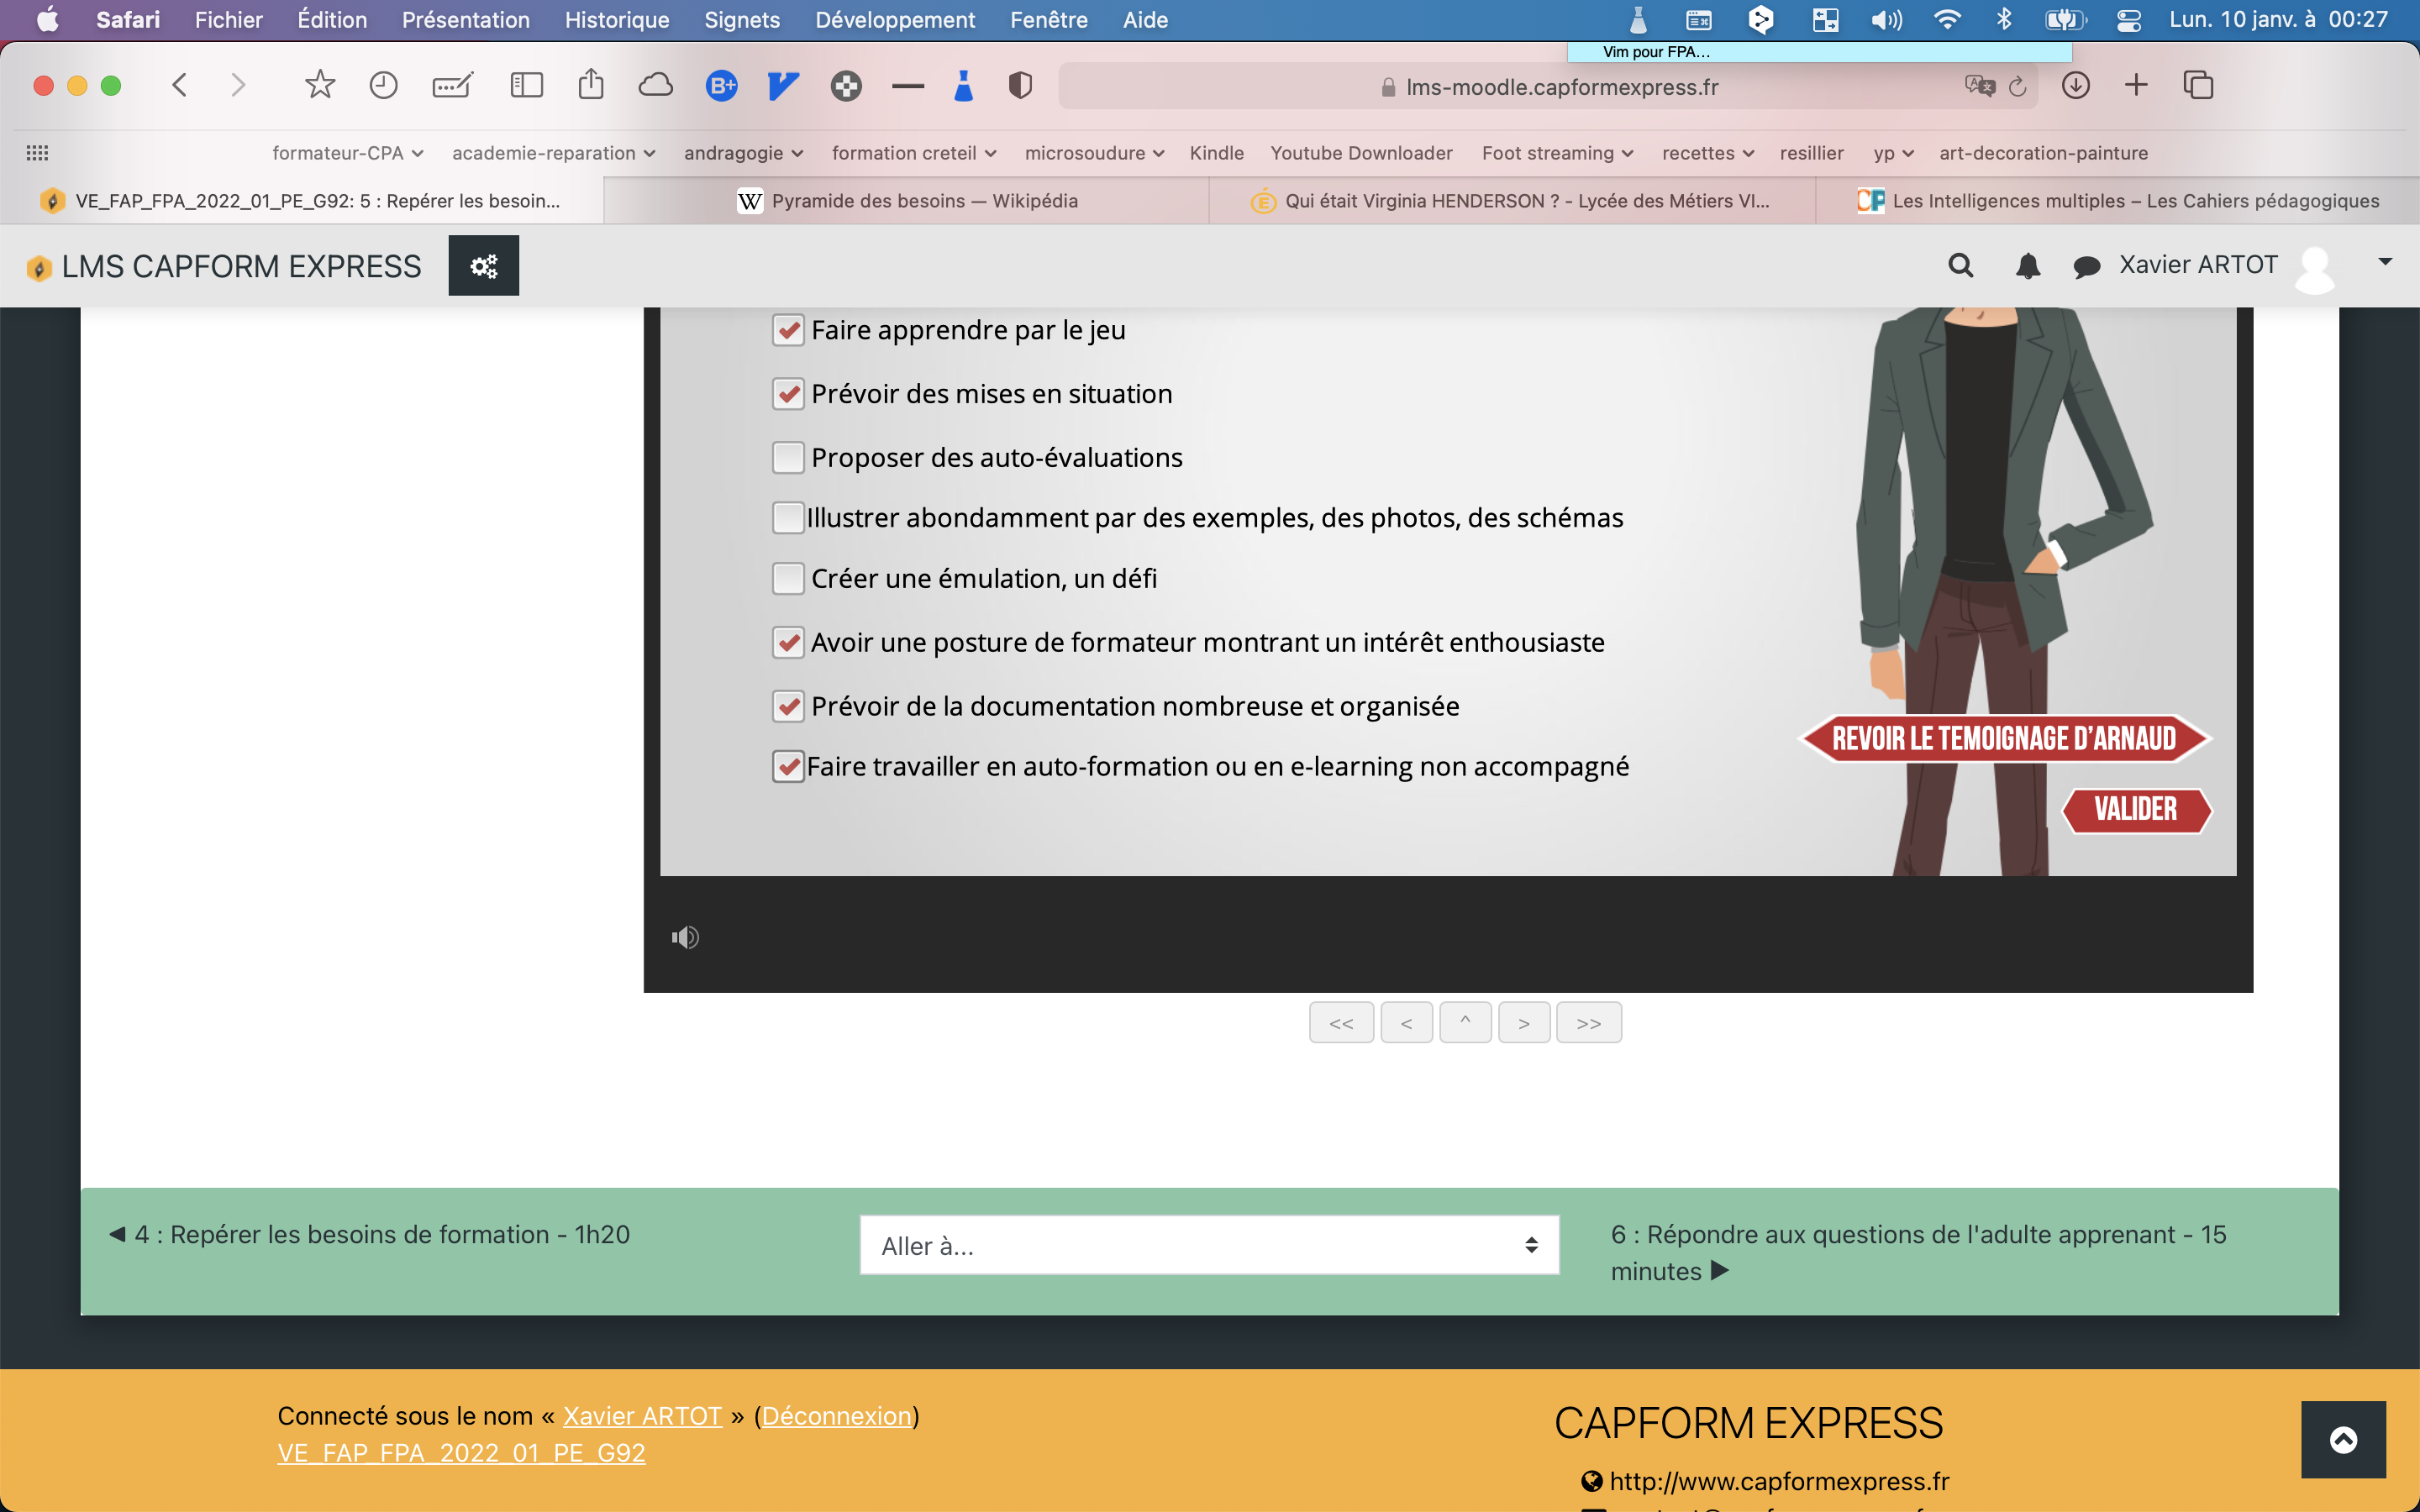 Safari Fichier Édition Présentation Historique Signets Développement Fenêtre Aide Lun. 10 janv. à 00:27
Vim pour FPA...
B+ lms-moodle.capformexpress.fr
formateur-CPA academie-reparation andragogie formation creteil microsoudure Kindle Youtube Downloader Foot streaming recettes resillier yp art-decoration-painture
VE_FAP_FPA_2022_01_PE_G92: 5 : Repérer les besoin... W Pyramide des besoins — Wikipédia É Qui était Virginia HENDERSON ? - Lycée des Métiers VI... CP Les Intelligences multiples – Les Cahiers pédagogiques
LMS CAPFORM EXPRESS Xavier ARTOT
Faire apprendre par le jeu
Prévoir des mises en situation
Proposer des auto-évaluations
Illustrer abondamment par des exemples, des photos, des schémas
Créer une émulation, un défi
Avoir une posture de formateur montrant un intérêt enthousiaste
Prévoir de la documentation nombreuse et organisée
REVOIR LE TEMOIGNAGE D'ARNAUD
Faire travailler en auto-formation ou en e-learning non accompagné
VALIDER
<< < ^ > >>
◄ 4 : Repérer les besoins de formation - 1h20
Aller à...
6 : Répondre aux questions de l'adulte apprenant - 15
minutes ►
Connecté sous le nom « Xavier ARTOT » (Déconnexion)
VE_FAP_FPA_2022_01_PE_G92
CAPFORM EXPRESS
http://www.capformexpress.fr